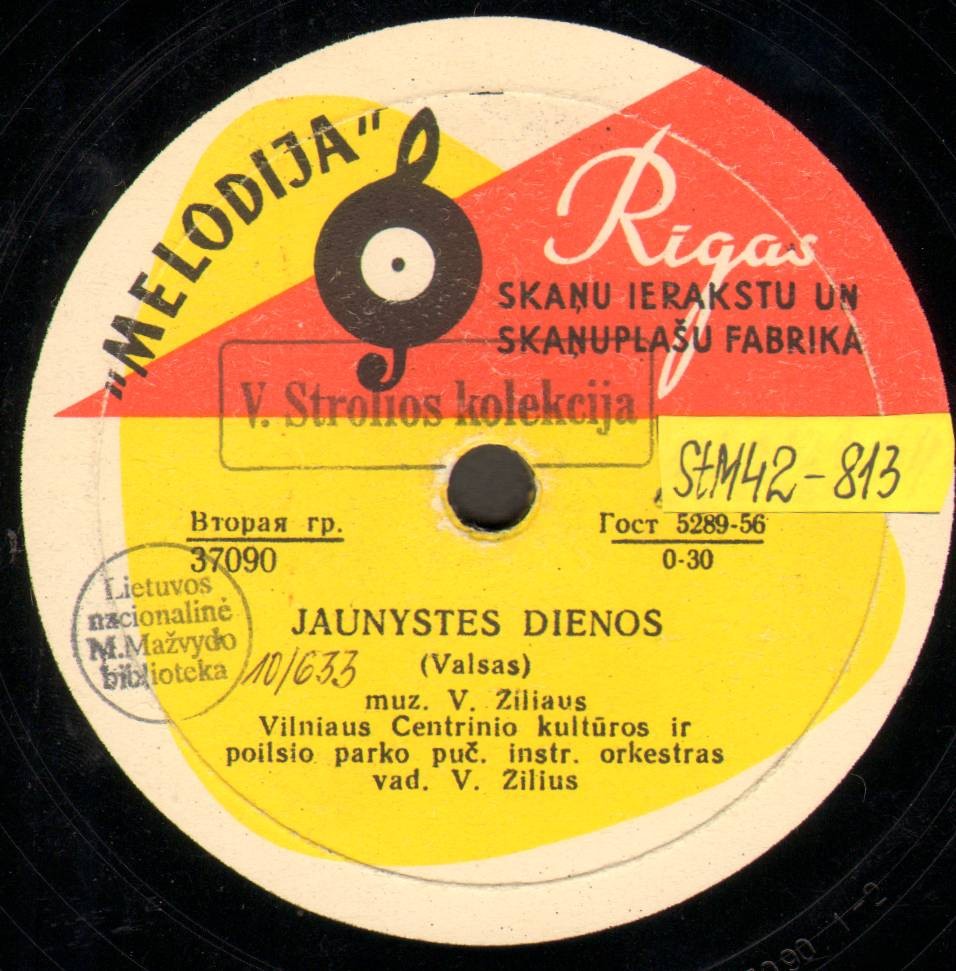 "MELODIJA"
Rīgas
SKAŅU IERAKSTU UN
SKAŅUPLAŠU FABRIKA
V. Strolios kolekcija
StM42-813
Вторая гр.
37090
Гост 5289-56
0-30
Lietuvos
nacionalinė
M.Mažvydo
biblioteka
10/633
JAUNYSTES DIENOS
(Valsas)
muz. V. Žiliaus
Vilniaus Centrinio kultūros ir
poilsio parko puč. instr. orkestras
vad. V. Žilius